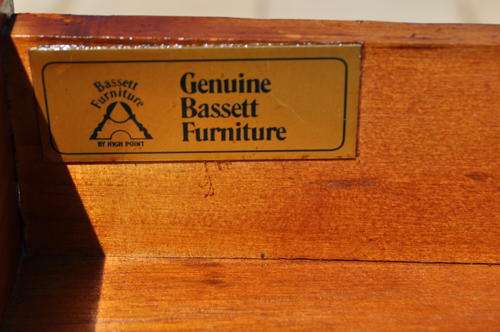 Bassett
Furniture
BY HIGH POINT
Genuine
Bassett
Furniture